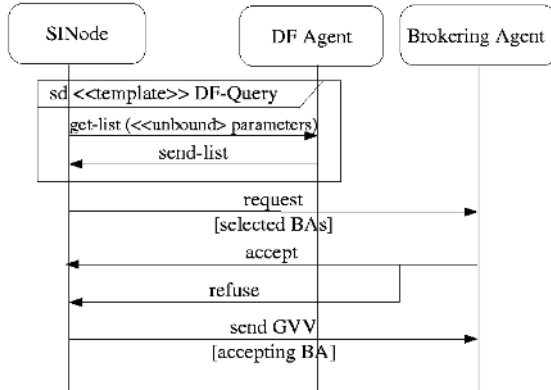 SINode
DF Agent
Brokering Agent
sd <<template>> DF-Query
get-list (<<unbound> parameters)
send-list
request
[selected BAs]
accept
refuse
send GVV
[accepting BA]